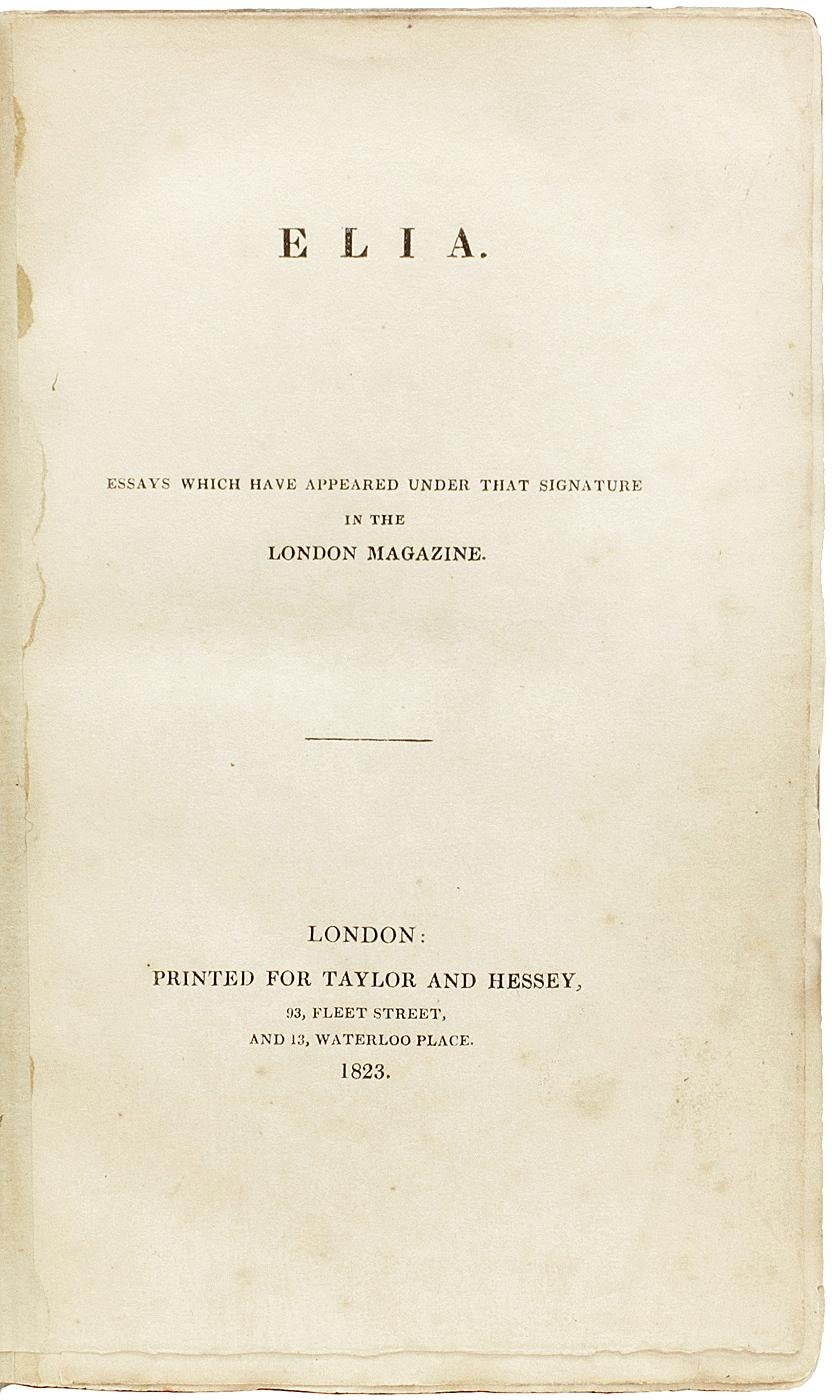 ELIA.
ESSAYS WHICH HAVE APPEARED UNDER THAT SIGNATURE
IN THE
LONDON MAGAZINE.
LONDON:
PRINTED FOR TAYLOR AND HESSEY,
93, FLEET STREET,
AND 13, WATERLOO PLACE.
1823.